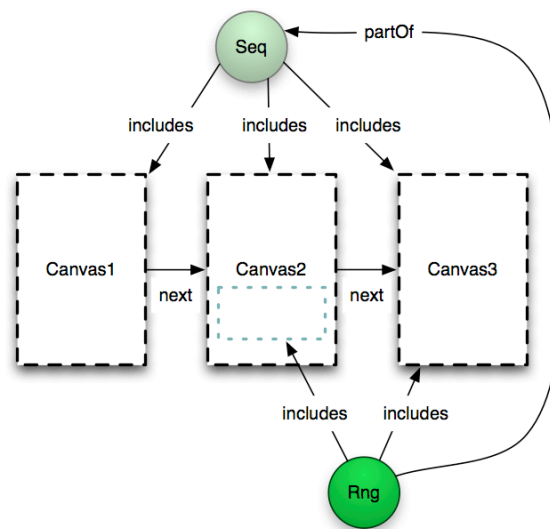 Seq
partOf
includes
includes
includes
Canvas1
Canvas2
Canvas3
next
next
includes
includes
Rng